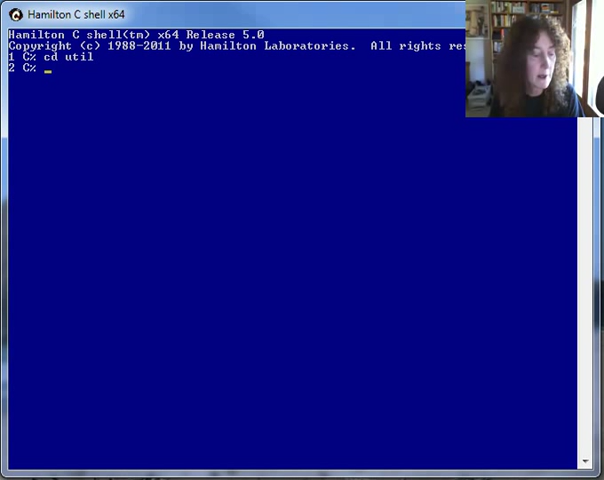 Hamilton C shell x64
Hamilton C shell(tm) x64 Release 5.0
Copyright (c) 1988-2011 by Hamilton Laboratories.  All rights res
1 C% cd util
2 C% _